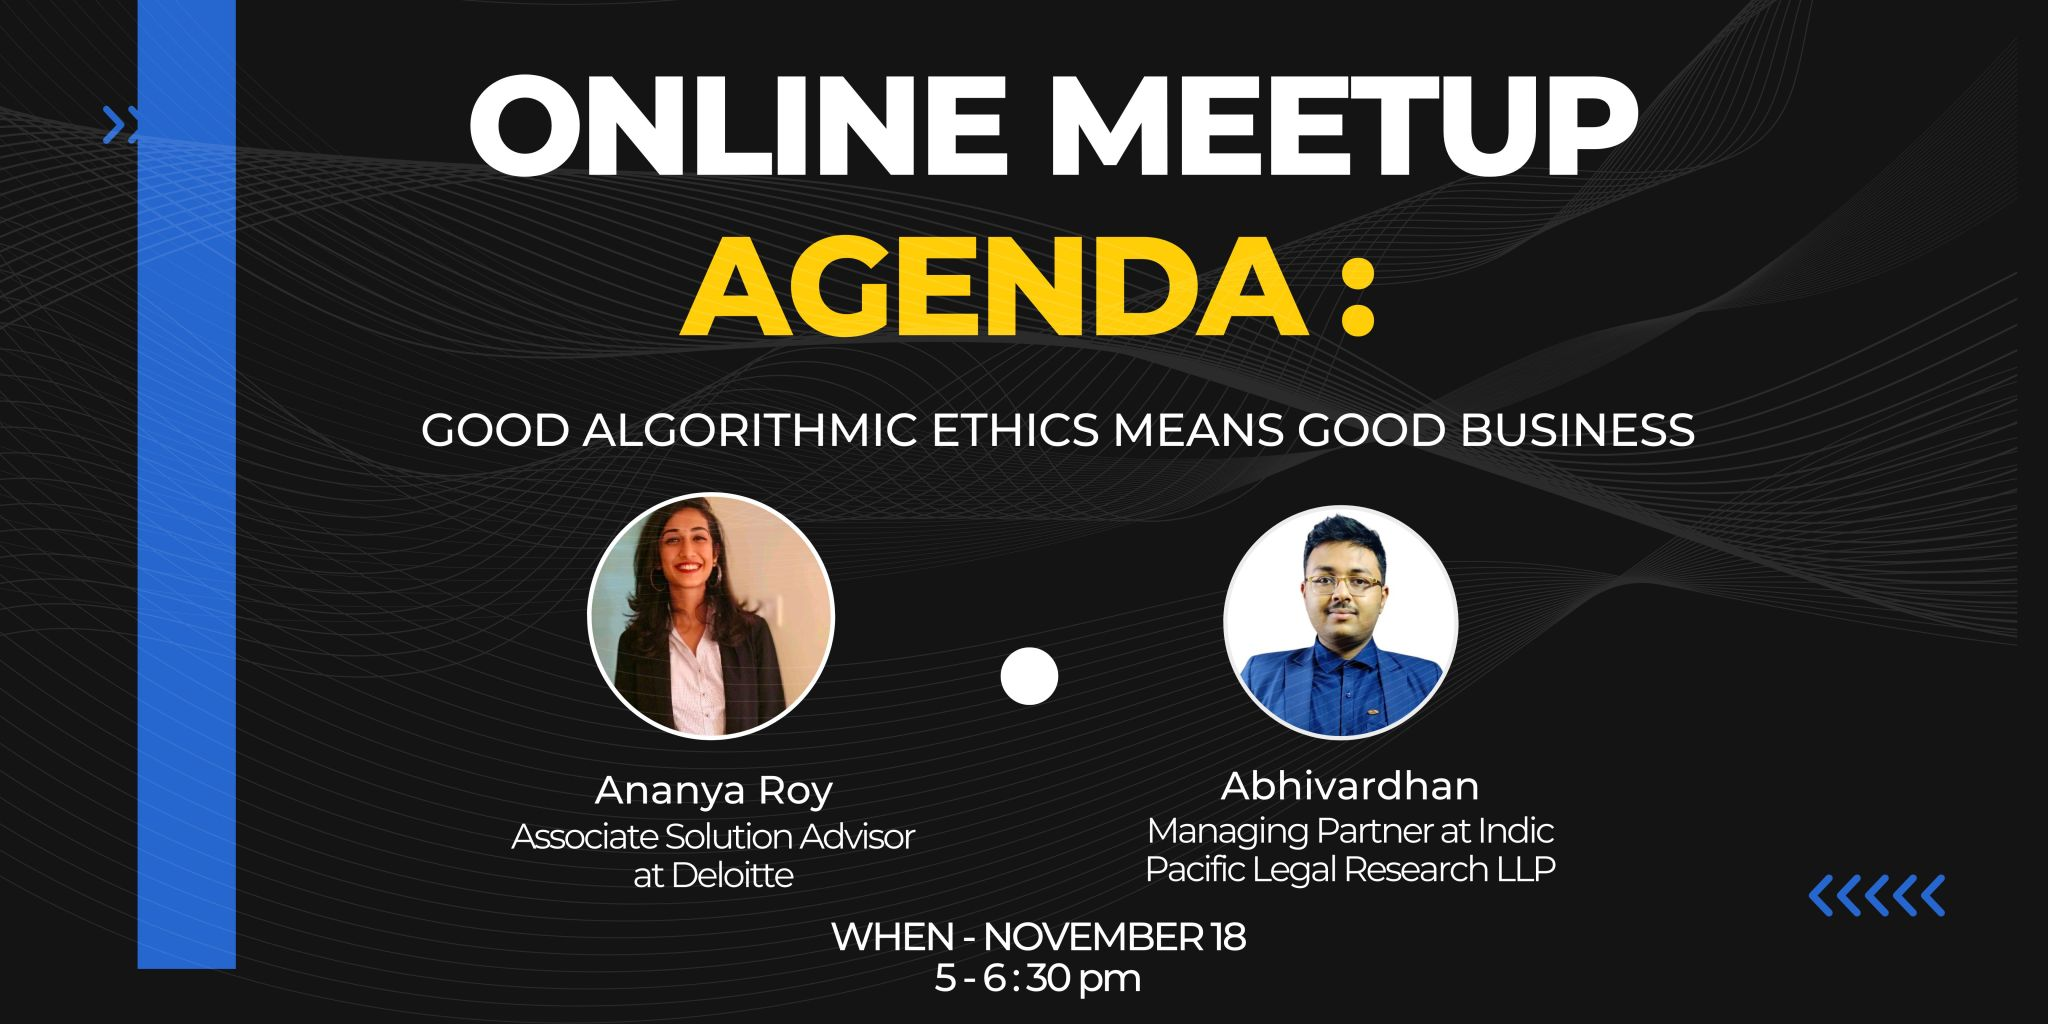 ONLINE MEETUP
AGENDA :
GOOD ALGORITHMIC ETHICS MEANS GOOD BUSINESS
Ananya Roy
Associate Solution Advisor
at Deloitte
Abhivardhan
Managing Partner at Indic
Pacific Legal Research LLP
WHEN - NOVEMBER 18
5 - 6 : 30 pm